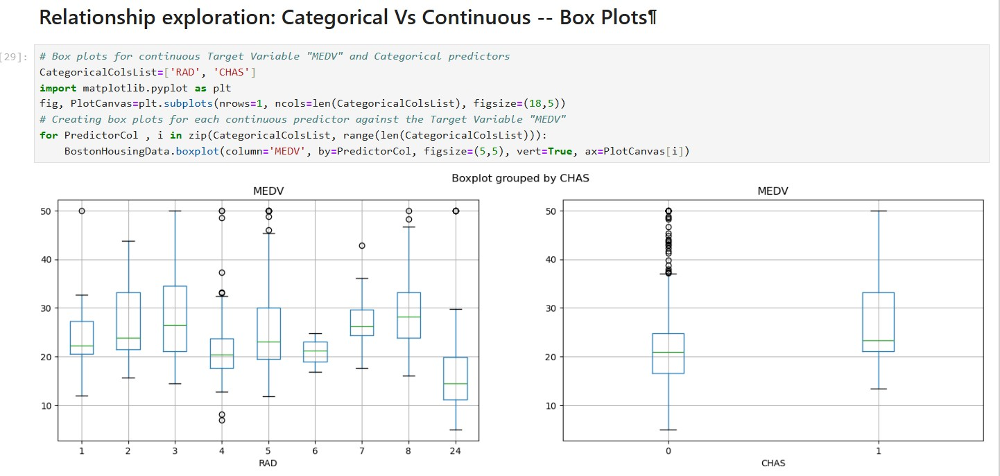 Relationship exploration: Categorical Vs Continuous -- Box Plots¶
[29]:
# Box plots for continuous Target Variable "MEDV" and Categorical predictors
CategoricalColsList=['RAD', 'CHAS']
import matplotlib.pyplot as plt
fig, PlotCanvas=plt.subplots(nrows=1, ncols=len(CategoricalColsList), figsize=(18,5))
# Creating box plots for each continuous predictor against the Target Variable "MEDV"
for PredictorCol , i in zip(CategoricalColsList, range(len(CategoricalColsList))):
    BostonHousingData.boxplot(column='MEDV', by=PredictorCol, figsize=(5,5), vert=True, ax=PlotCanvas[i])
Boxplot grouped by CHAS
MEDV
50
40
30
20
10
1 2 3 4 5 6 7 8 24
RAD
MEDV
50
40
30
20
10
0 1
CHAS